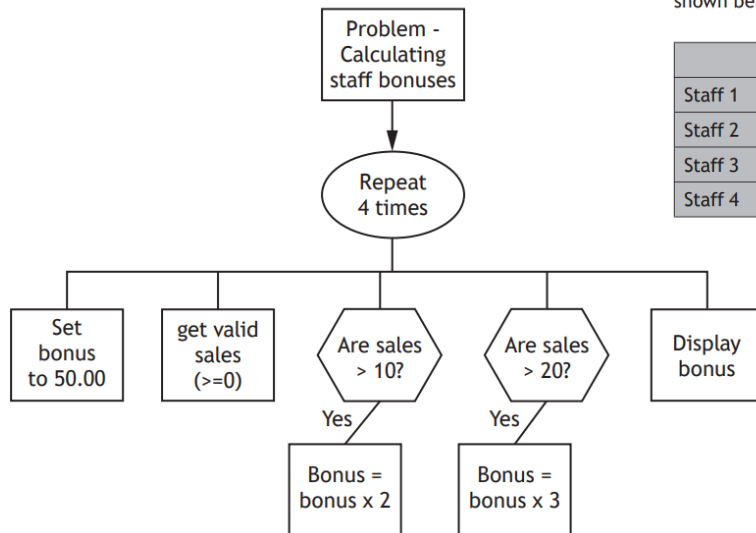 shown be
Problem -
Calculating
staff bonuses
Staff 1
Staff 2
Staff 3
Staff 4
Repeat
4 times
Set
bonus
to 50.00
get valid
sales
(>=0)
Are sales
> 10?
Are sales
> 20?
Display
bonus
Yes
Yes
Bonus =
bonus x 2
Bonus =
bonus x 3